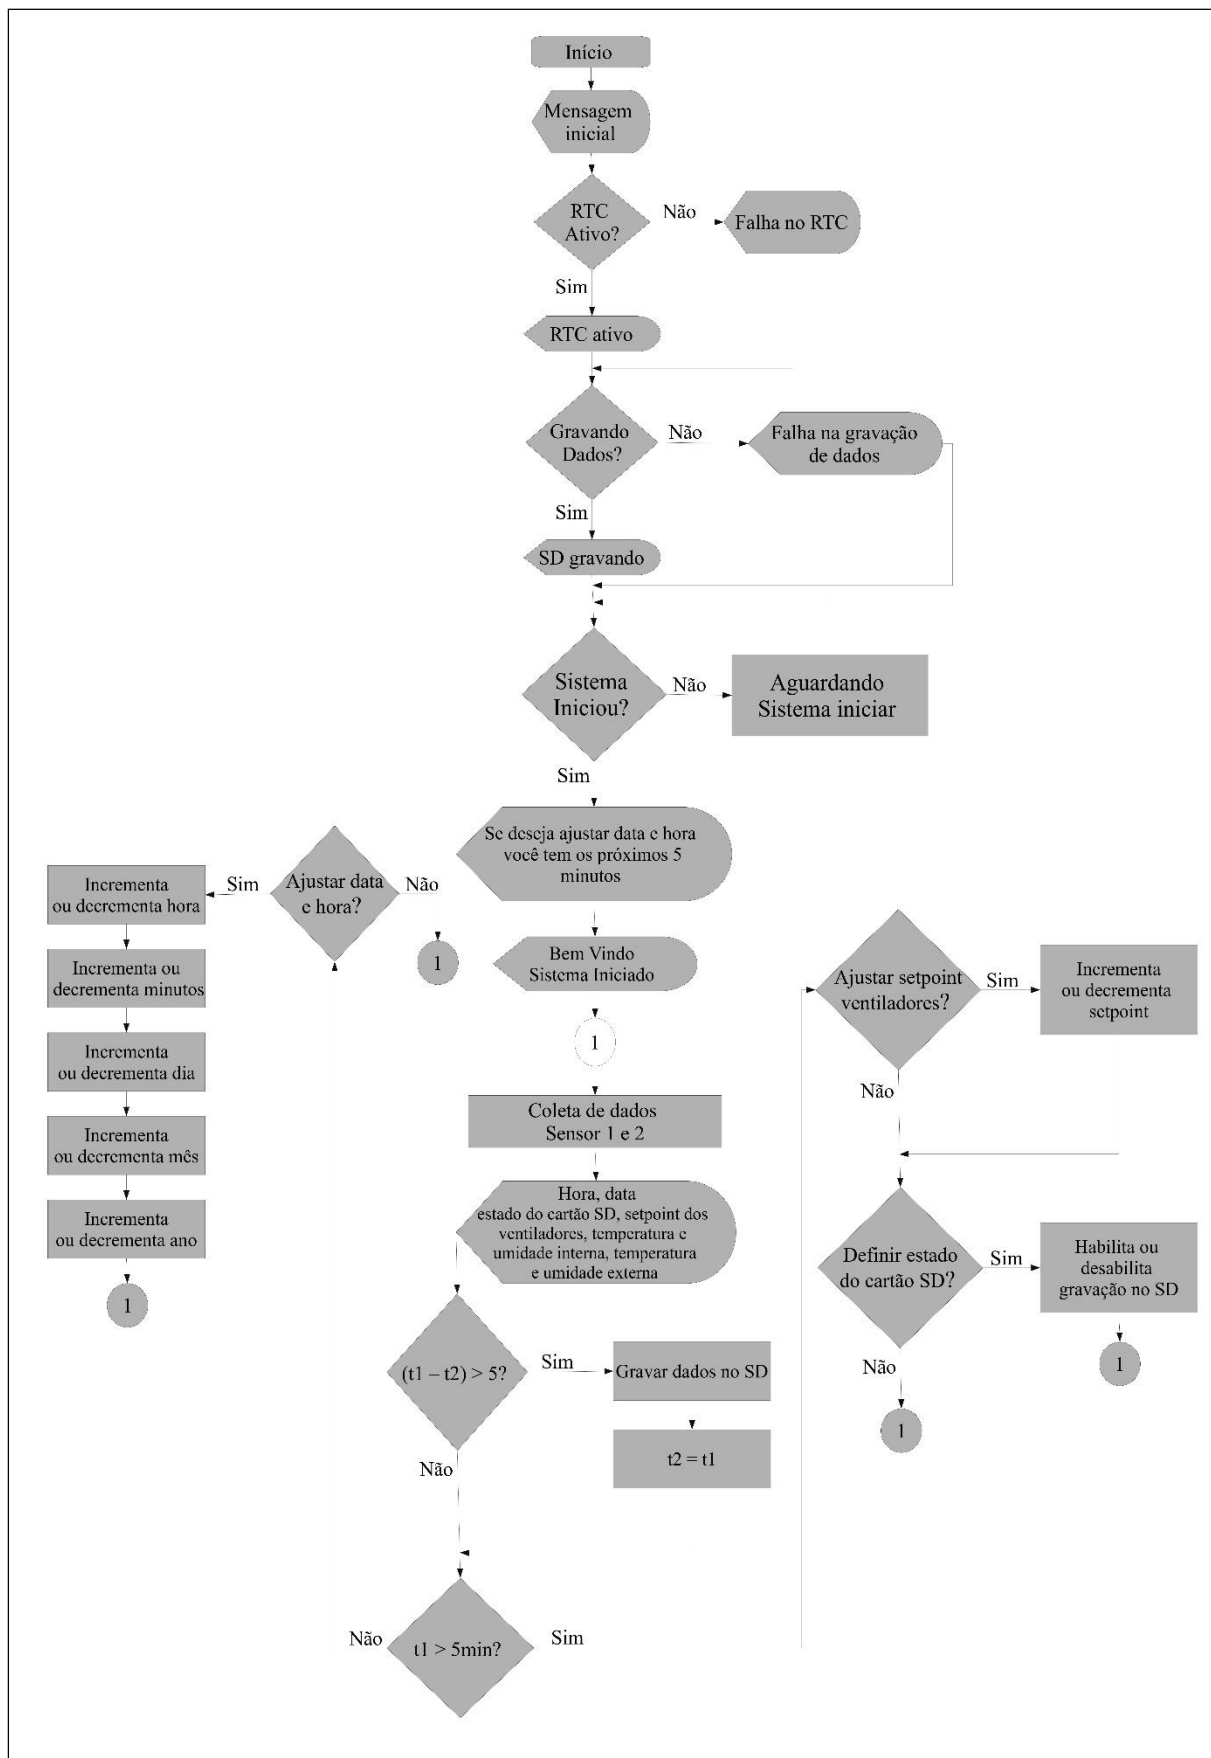 Início
Mensagem
inicial
RTC
Ativo?
Não
Falha no RTC
Sim
RTC ativo
Gravando
Dados?
Não
Falha na gravação
de dados
Sim
SD gravando
Sistema
Iniciou?
Não
Aguardando
Sistema iniciar
Sim
Se deseja ajustar data e hora
você tem os próximos 5
minutos
Bem Vindo
Sistema Iniciado
1
Ajustar data
e hora?
Sim
Não
1
Incrementa
ou decrementa hora
Incrementa ou
decrementa minutos
Incrementa
ou decrementa dia
Incrementa
ou decrementa mês
Incrementa
ou decrementa ano
1
Coleta de dados
Sensor 1 e 2
Hora, data
estado do cartão SD, setpoint dos
ventiladores, temperatura e
umidade interna, temperatura
e umidade externa
(t1 – t2) > 5?
Sim
Gravar dados no SD
t2 = t1
Não
t1 > 5min?
Não
Sim
Ajustar setpoint
ventiladores?
Sim
Incrementa
ou decrementa
setpoint
Não
Definir estado
do cartão SD?
Sim
Habilita ou
desabilita
gravação no SD
1
Não
1